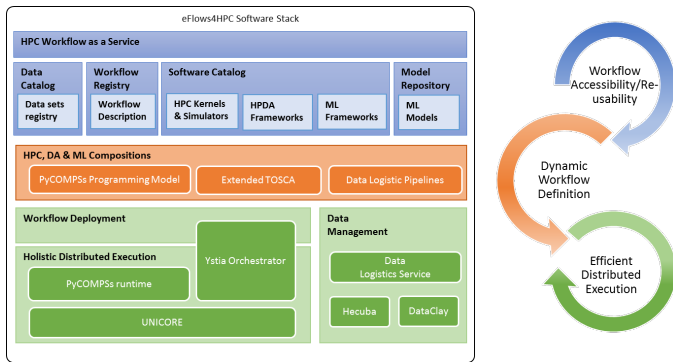 eFlows4HPC Software Stack
HPC Workflow as a Service
Data
Catalog
Data sets
registry
Workflow
Registry
Workflow
Description
Software Catalog
HPC Kernels
& Simulators
HPDA
Frameworks
ML
Frameworks
Model
Repository
ML
Models
HPC, DA & ML Compositions
PyCOMPSs Programming Model
Extended TOSCA
Data Logistic Pipelines
Workflow Deployment
Holistic Distributed Execution
Ystia Orchestrator
PyCOMPSs runtime
UNICORE
Data
Management
Data
Logistics Service
Hecuba
DataClay
Workflow
Accessibility/Re-
usability
Dynamic
Workflow
Definition
Efficient
Distributed
Execution